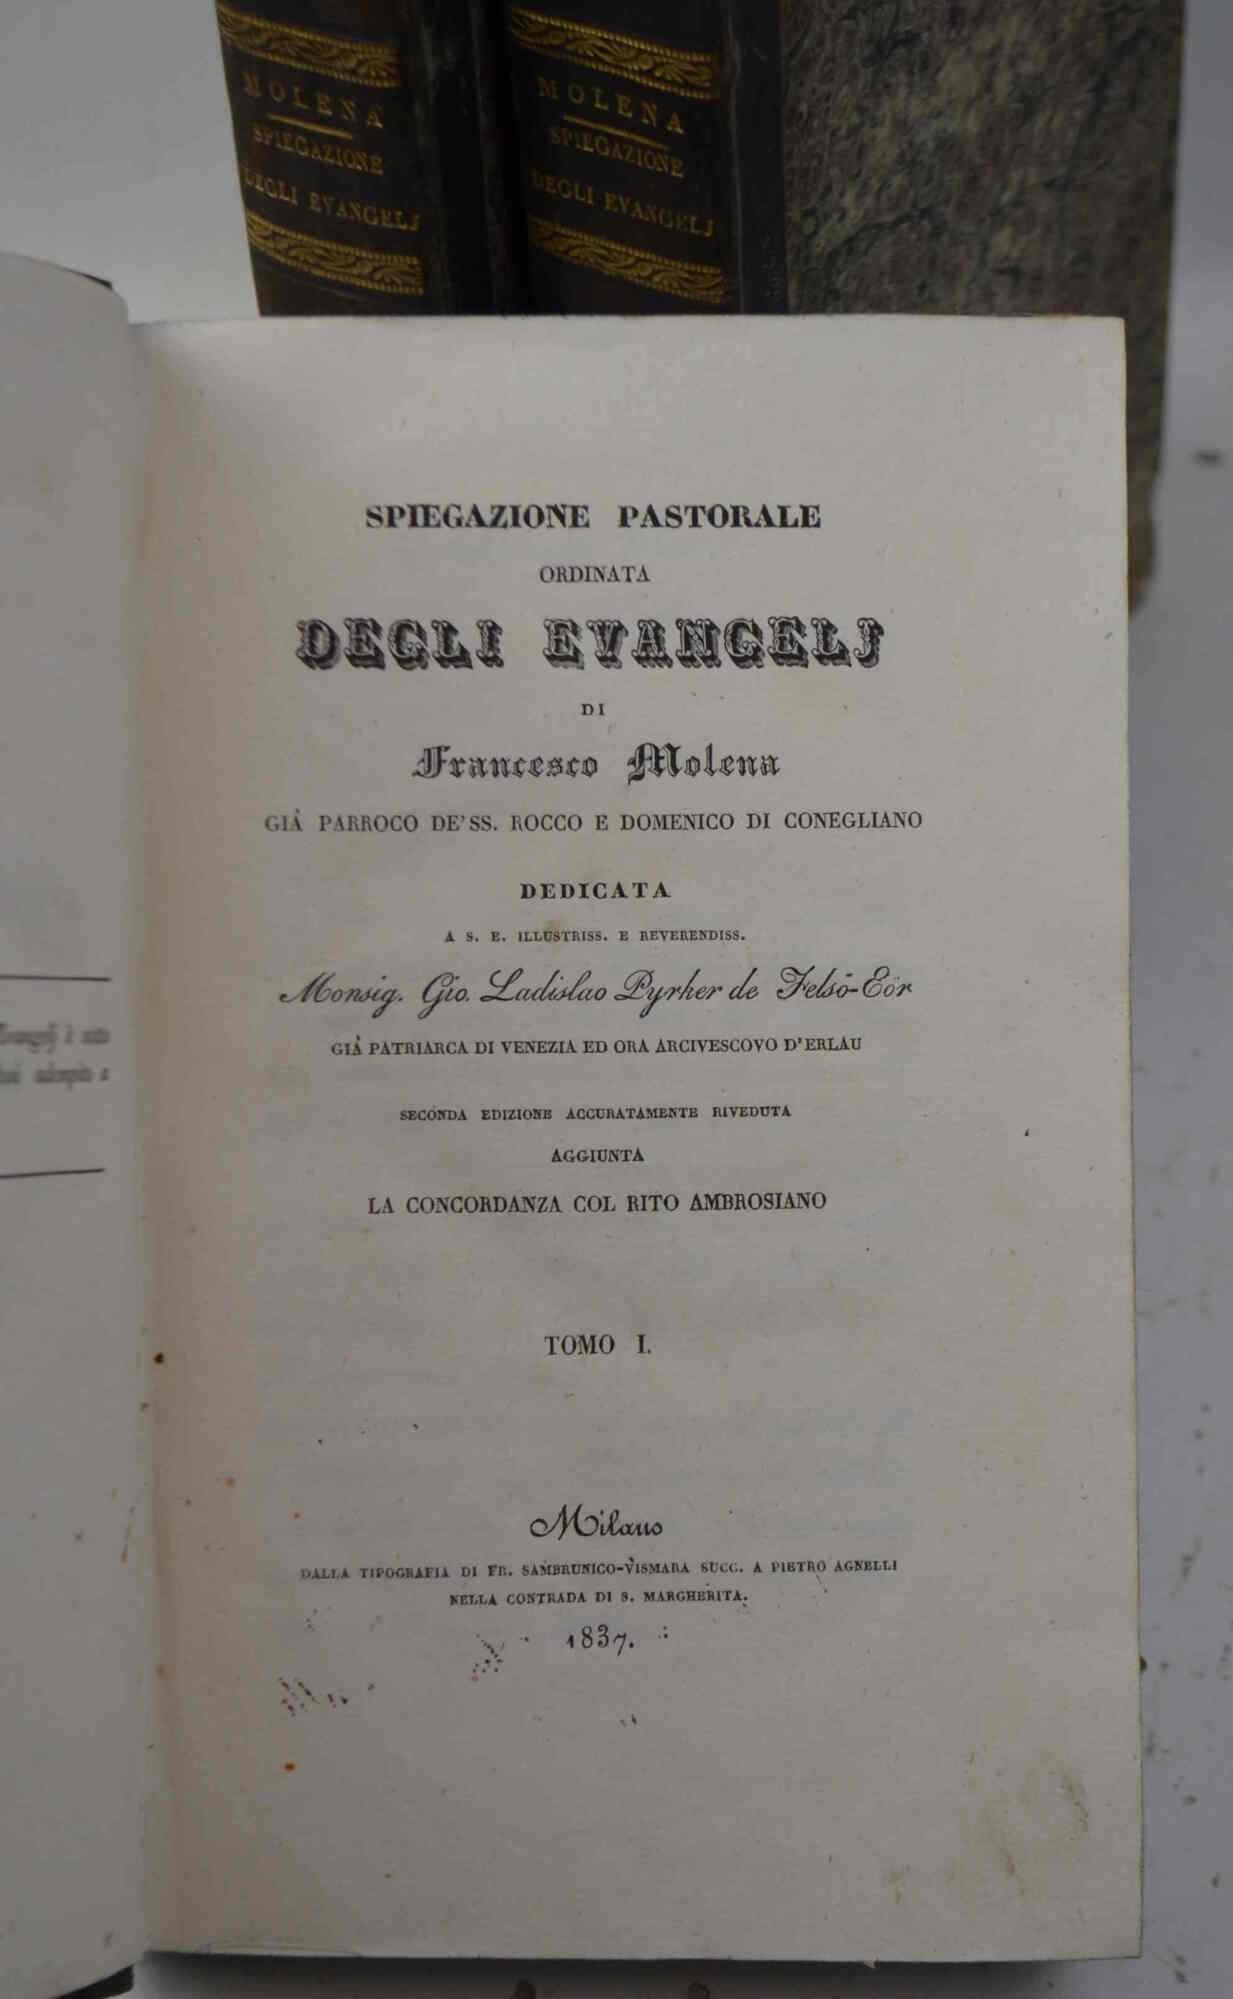 MOLENA
SPIEGAZIONE
DEGLI EVANGELJ
MOLENA
SPIEGAZIONE
DEGLI EVANGELJ
SPIEGAZIONE PASTORALE
ORDINATA
DEGLI EVANGELJ
DI
Francesco Molena
GIÀ PARROCO DE' SS. ROCCO E DOMENICO DI CONEGLIANO
DEDICATA
A S. E. ILLUSTRISS. E REVERENDISS.
Monsig. Gio. Ladislao Pyrker de Felsö-Eör
GIÀ PATRIARCA DI VENEZIA ED ORA ARCIVESCOVO D'ERLAU
SECONDA EDIZIONE ACCURATAMENTE RIVEDUTA
AGGIUNTA
LA CONCORDANZA COL RITO AMBROSIANO
TOMO I.
Milano
DALLA TIPOGRAFIA DI FR. SAMBRUNICO-VISMARA SUCC. A PIETRO AGNELLI
NELLA CONTRADA DI S. MARGHERITA.
1837.